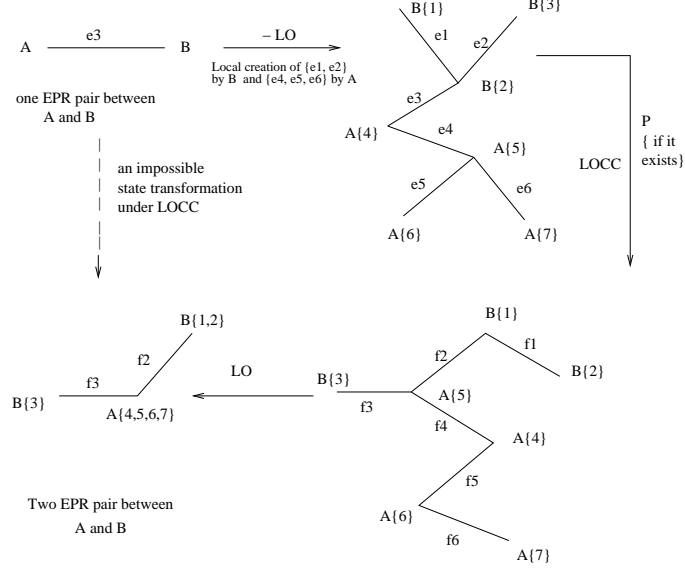 A e3 B
– LO
Local creation of {e1, e2}
by B and {e4, e5, e6} by A
one EPR pair between
A and B
an impossible
state transformation
under LOCC
B{1}
B{3}
e1
e2
B{2}
e3
A{4}
e4
A{5}
e5
e6
A{6}
A{7}
P
{ if it
exists}
LOCC
B{1,2}
f2
f3
B{3}
A{4,5,6,7}
LO
Two EPR pair between
A and B
B{1}
f1
f2
B{2}
B{3}
f3
A{5}
f4
A{4}
f5
A{6}
f6
A{7}